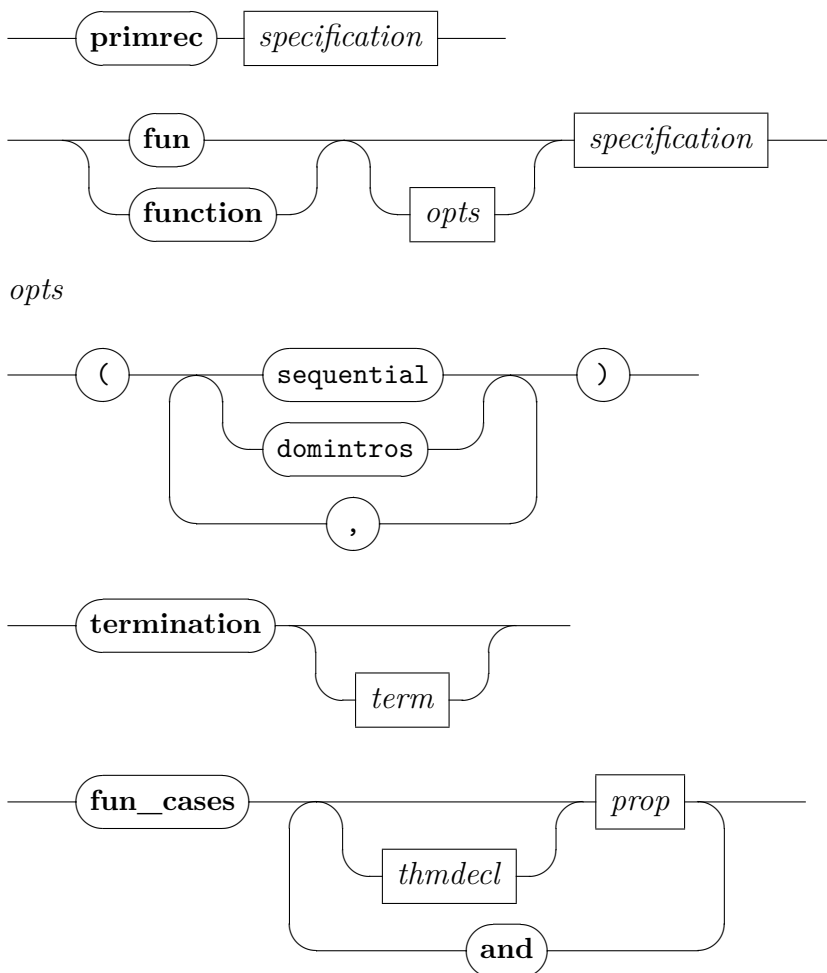 primrec specification
fun specification
function opts
opts
( sequential )
domintros
,
termination
term
fun_cases prop
thmdecl
and